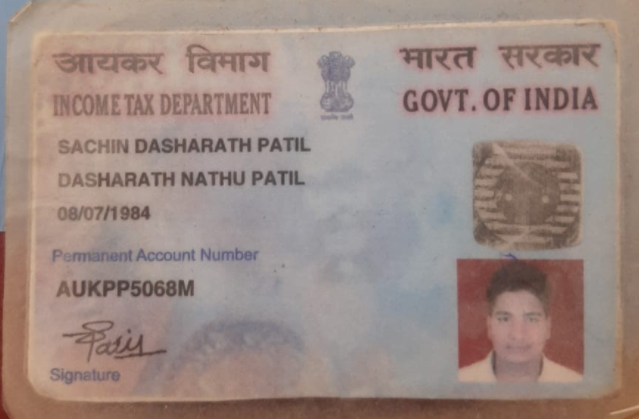 आयकर विभाग
भारत सरकार
INCOME TAX DEPARTMENT
GOVT. OF INDIA
SACHIN DASHARATH PATIL
DASHARATH NATHU PATIL
08/07/1984
Permanent Account Number
AUKPP5068M
Signature